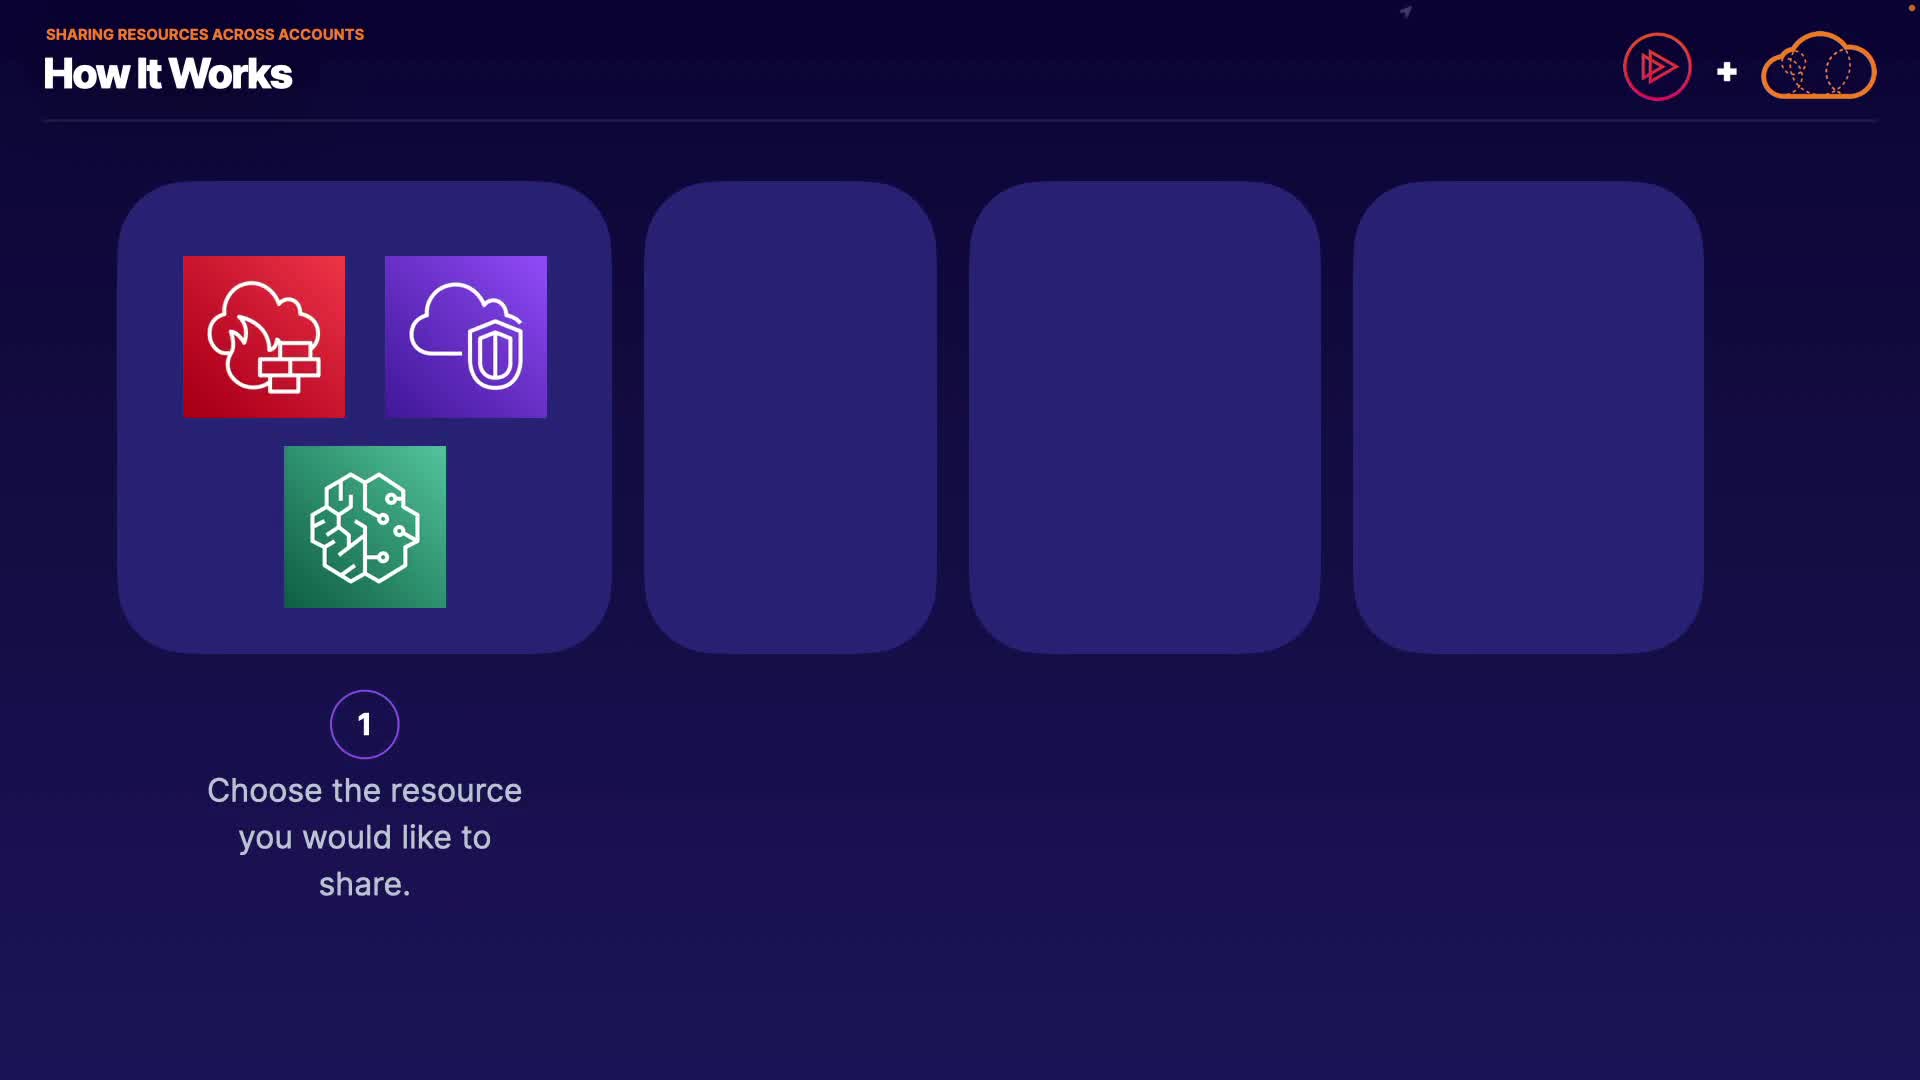 SHARING RESOURCES ACROSS ACCOUNTS
How It Works
1
Choose the resource
you would like to
share.